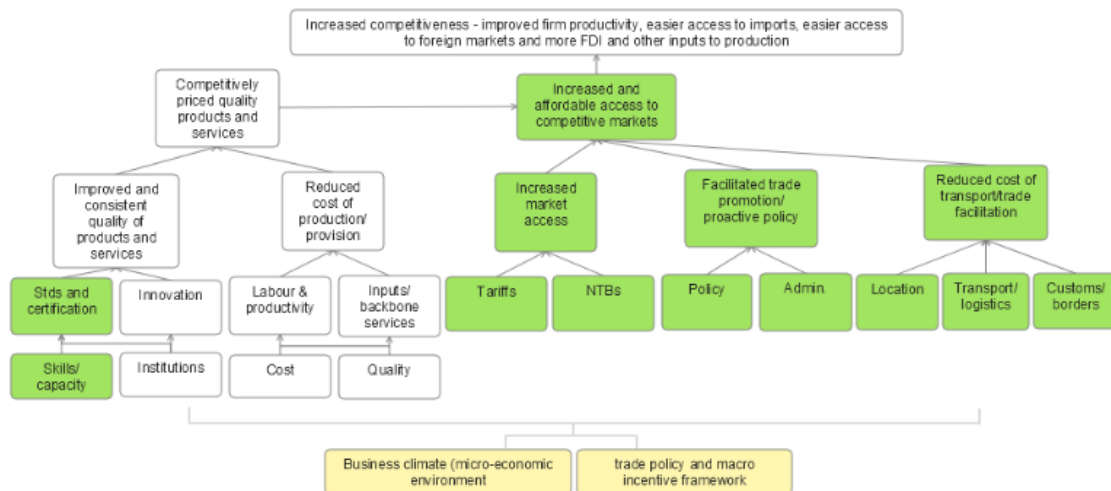 Increased competitiveness - improved firm productivity, easier access to imports, easier access
to foreign markets and more FDI and other inputs to production
Competitively
priced quality
products and
services
Increased and
affordable access to
competitive markets
Improved and
consistent
quality of
products and
services
Reduced
cost of
production/
provision
Increased
market
access
Facilitated trade
promotion/
proactive policy
Reduced cost of
transport/trade
facilitation
Stds and
certification
Innovation
Labour &
productivity
Inputs/
backbone
services
Tariffs
NTBs
Policy
Admin.
Location
Transport/
logistics
Customs/
borders
Skills/
capacity
Institutions
Cost
Quality
Business climate (micro-economic
environment
trade policy and macro
incentive framework